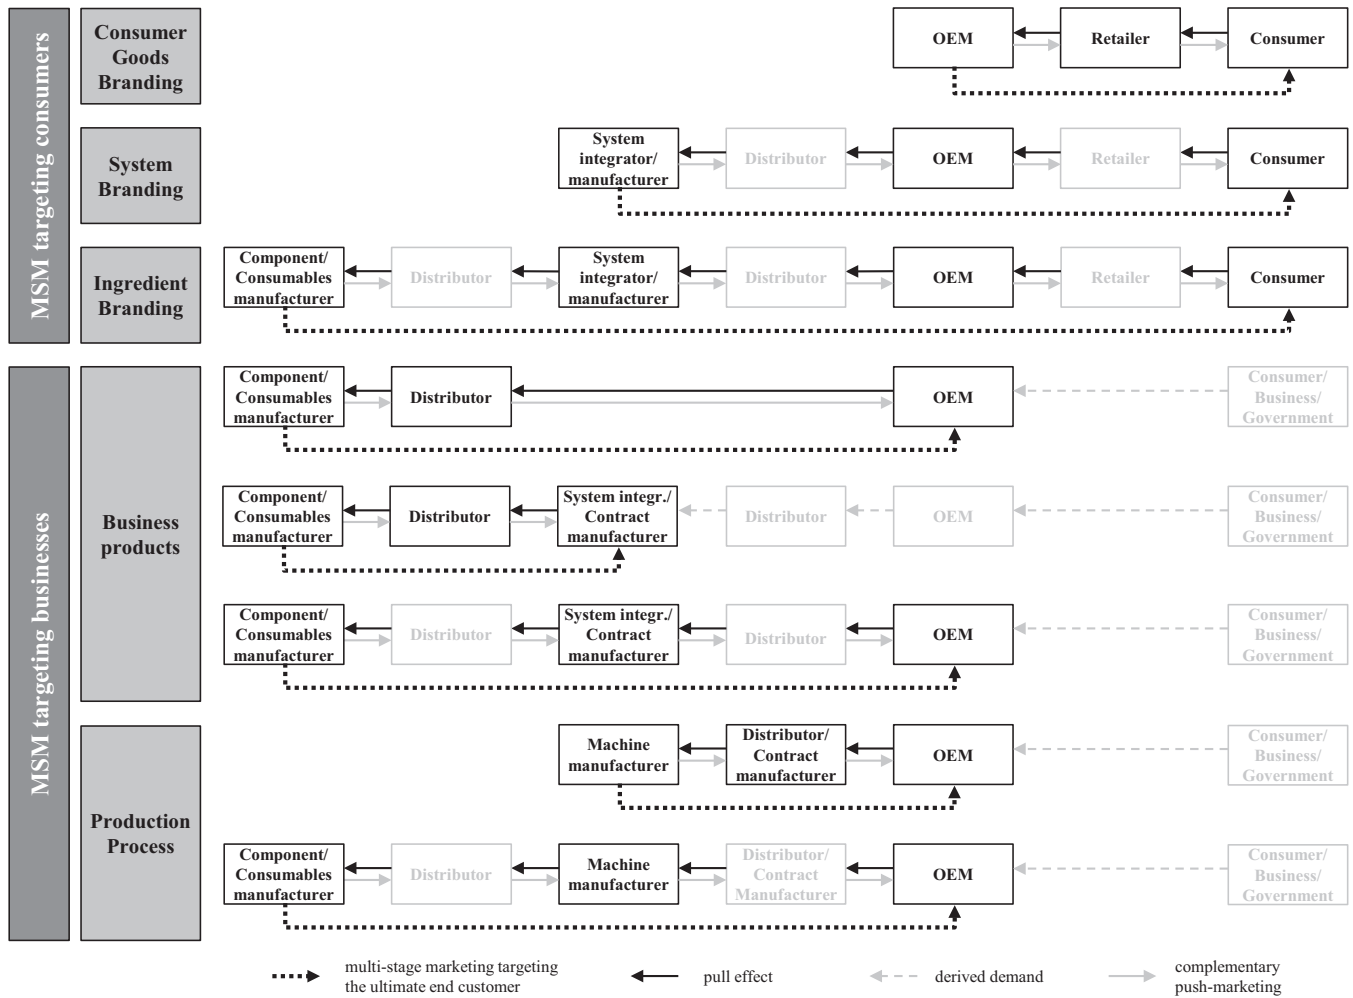 MSM targeting consumers
Consumer
Goods
Branding
OEM
Retailer
Consumer
System
Branding
System
integrator/
manufacturer
Distributor
OEM
Retailer
Consumer
Ingredient
Branding
Component/
Consumables
manufacturer
Distributor
System
integrator/
manufacturer
Distributor
OEM
Retailer
Consumer
MSM targeting businesses
Business
products
Component/
Consumables
manufacturer
Distributor
OEM
Consumer/
Business/
Government
Component/
Consumables
manufacturer
Distributor
System integr./
Contract
manufacturer
Distributor
OEM
Consumer/
Business/
Government
Component/
Consumables
manufacturer
Distributor
System integr./
Contract
manufacturer
Distributor
OEM
Consumer/
Business/
Government
Production
Process
Machine
manufacturer
Distributor/
Contract
manufacturer
OEM
Consumer/
Business/
Government
Component/
Consumables
manufacturer
Distributor
Machine
manufacturer
Distributor/
Contract
Manufacturer
OEM
Consumer/
Business/
Government
multi-stage marketing targeting
the ultimate end customer
pull effect
derived demand
complementary
push-marketing